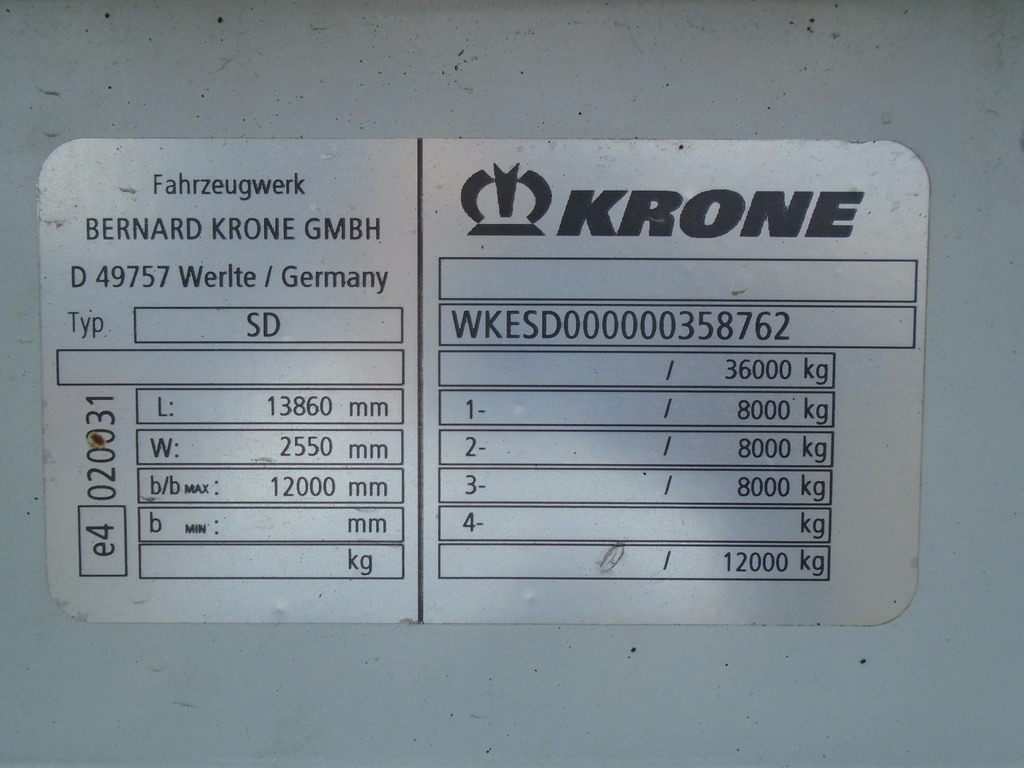 Fahrzeugwerk
BERNARD KRONE GMBH
D 49757 Werlte / Germany
Typ SD
L: 13860 mm
W: 2550 mm
b/b MAX : 12000 mm
b MIN : mm
kg
e4 020031
KRONE
WKESD000000358762
/ 36000 kg
1- / 8000 kg
2- / 8000 kg
3- / 8000 kg
4- kg
/ 12000 kg